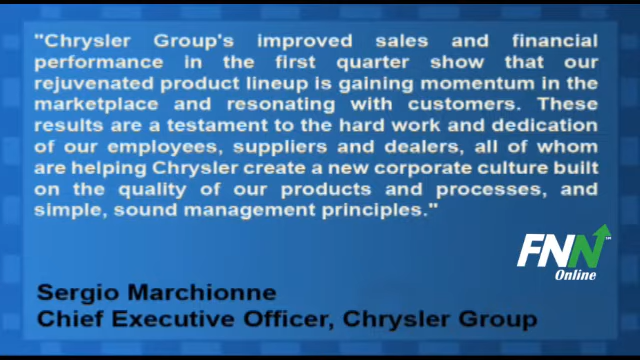 "Chrysler Group's improved sales and financial
performance in the first quarter show that our
rejuvenated product lineup is gaining momentum in the
marketplace and resonating with customers. These
results are a testament to the hard work and dedication
of our employees, suppliers and dealers, all of whom
are helping Chrysler create a new corporate culture built
on the quality of our products and processes, and
simple, sound management principles."
FNN
Online
Sergio Marchionne
Chief Executive Officer, Chrysler Group